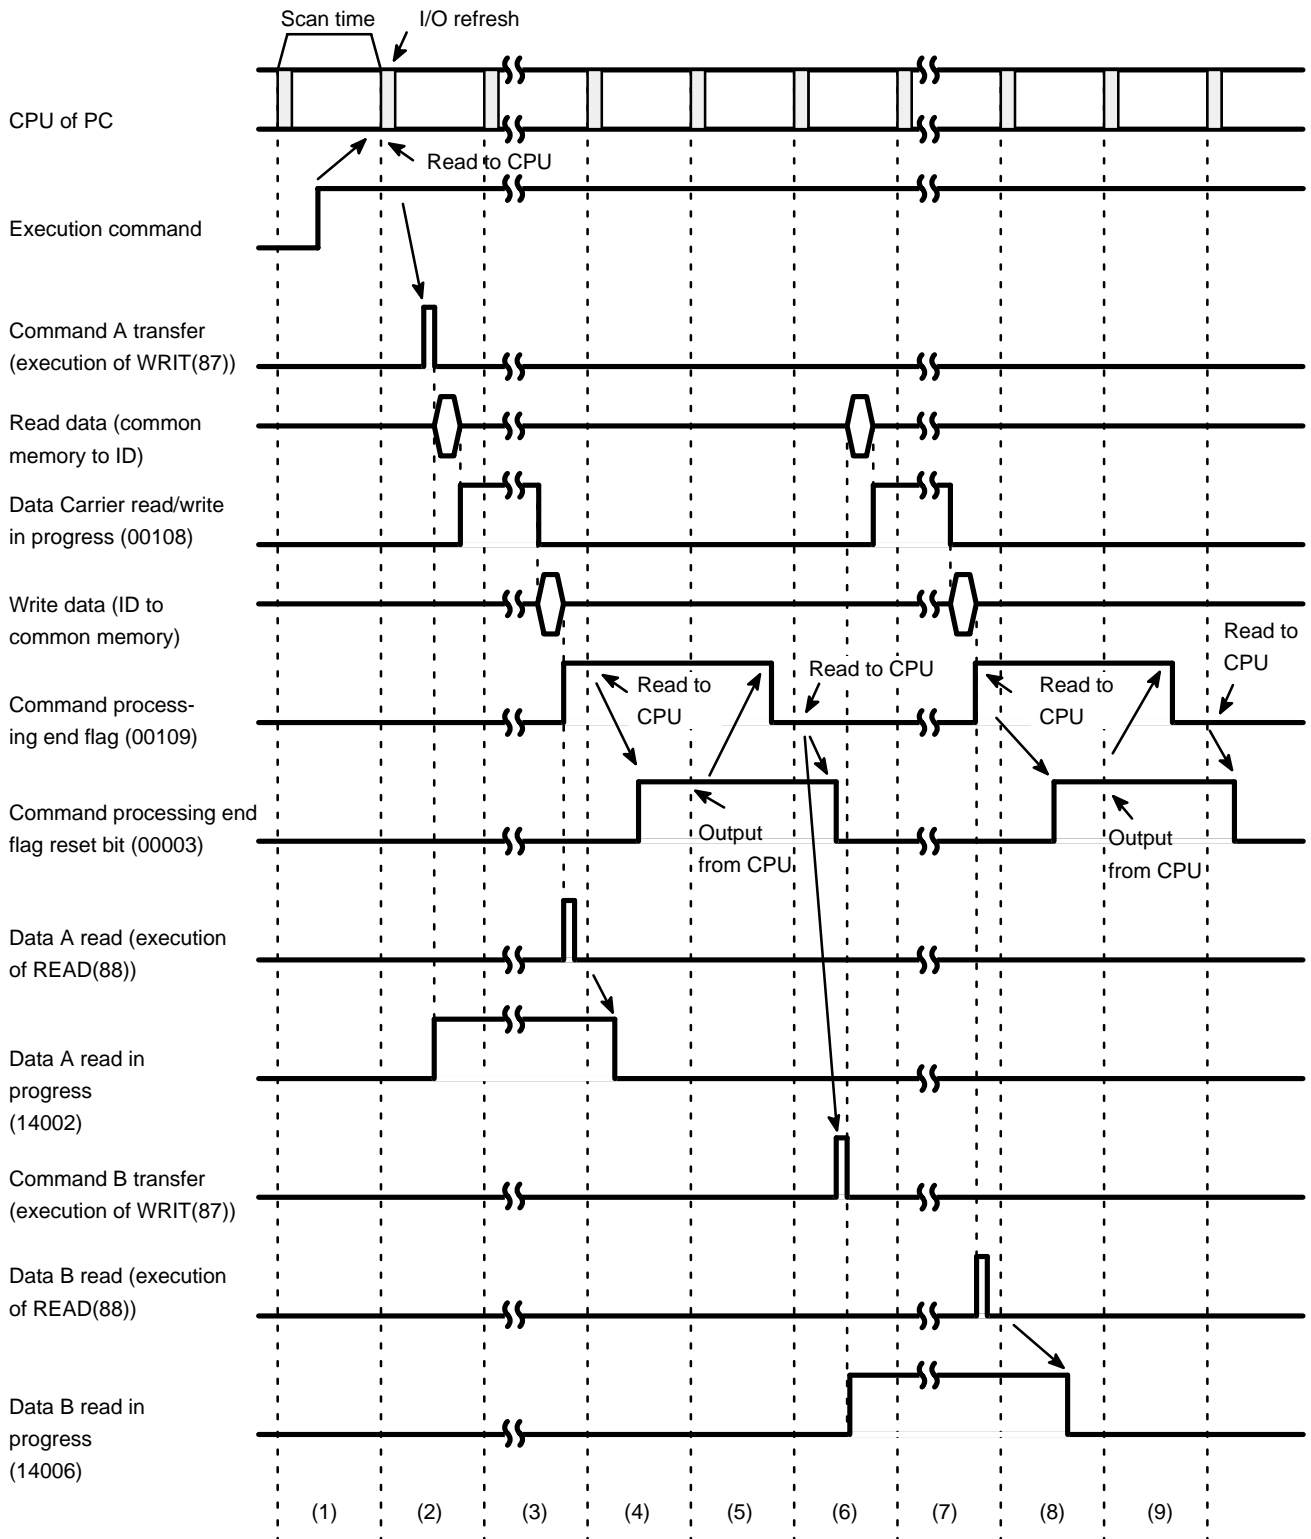 Scan time
I/O refresh
CPU of PC
Read to CPU
Execution command
Command A transfer
(execution of WRIT(87))
Read data (common
memory to ID)
Data Carrier read/write
in progress (00108)
Write data (ID to
common memory)
Read to
CPU
Read to CPU
Read to
CPU
Read to
CPU
Command process-
ing end flag (00109)
Command processing end
flag reset bit (00003)
Output
from CPU
Output
from CPU
Data A read (execution
of READ(88))
Data A read in
progress
(14002)
Command B transfer
(execution of WRIT(87))
Data B read (execution
of READ(88))
Data B read in
progress
(14006)
(1) (2) (3) (4) (5) (6) (7) (8) (9)